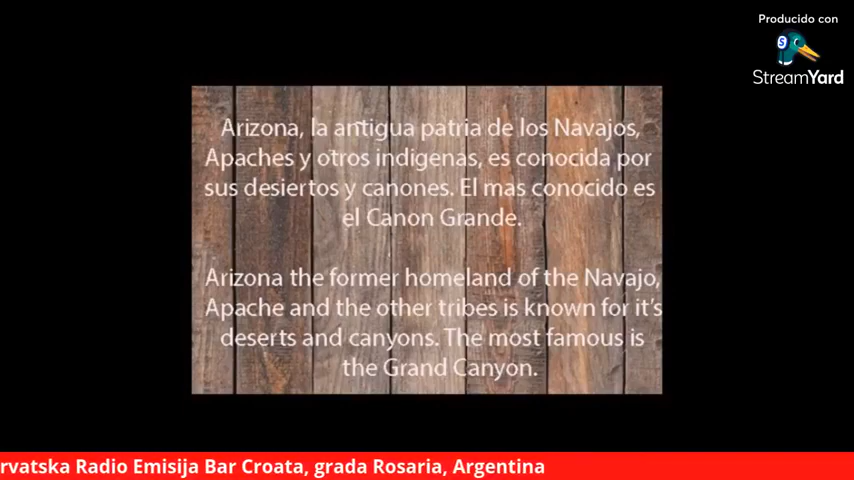 Producido con
StreamYard
Arizona, la antigua patria de los Navajos,
Apaches y otros indigenas, es conocida por
sus desiertos y canones. El mas conocido es
el Canon Grande.
Arizona the former homeland of the Navajo,
Apache and the other tribes is known for it's
deserts and canyons. The most famous is
the Grand Canyon.
rvatska Radio Emisija Bar Croata, grada Rosaria, Argentina